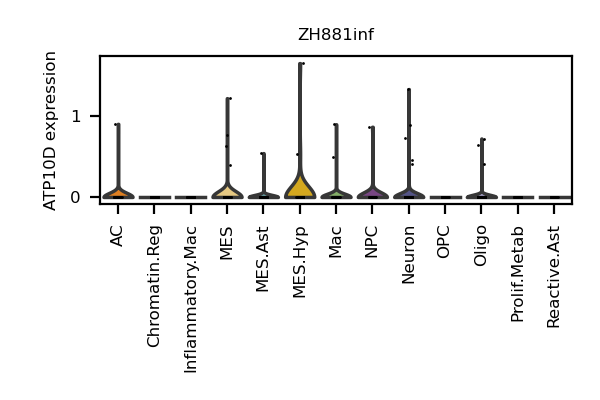 ZH881inf
ATP10D expression
1
0
AC
Chromatin.Reg
Inflammatory.Mac
MES
MES.Ast
MES.Hyp
Mac
NPC
Neuron
OPC
Oligo
Prolif.Metab
Reactive.Ast